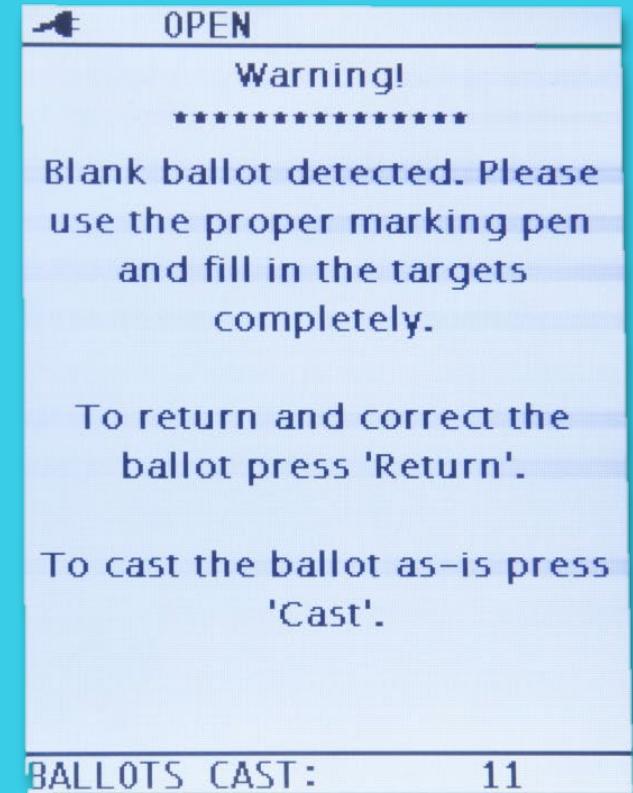 OPEN
Warning!
***************
Blank ballot detected. Please
use the proper marking pen
and fill in the targets
completely.
To return and correct the
ballot press 'Return'.
To cast the ballot as-is press
'Cast'.
BALLOTS CAST: 11